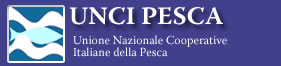 UNCI PESCA
Unione Nazionale Cooperative
Italiane della Pesca